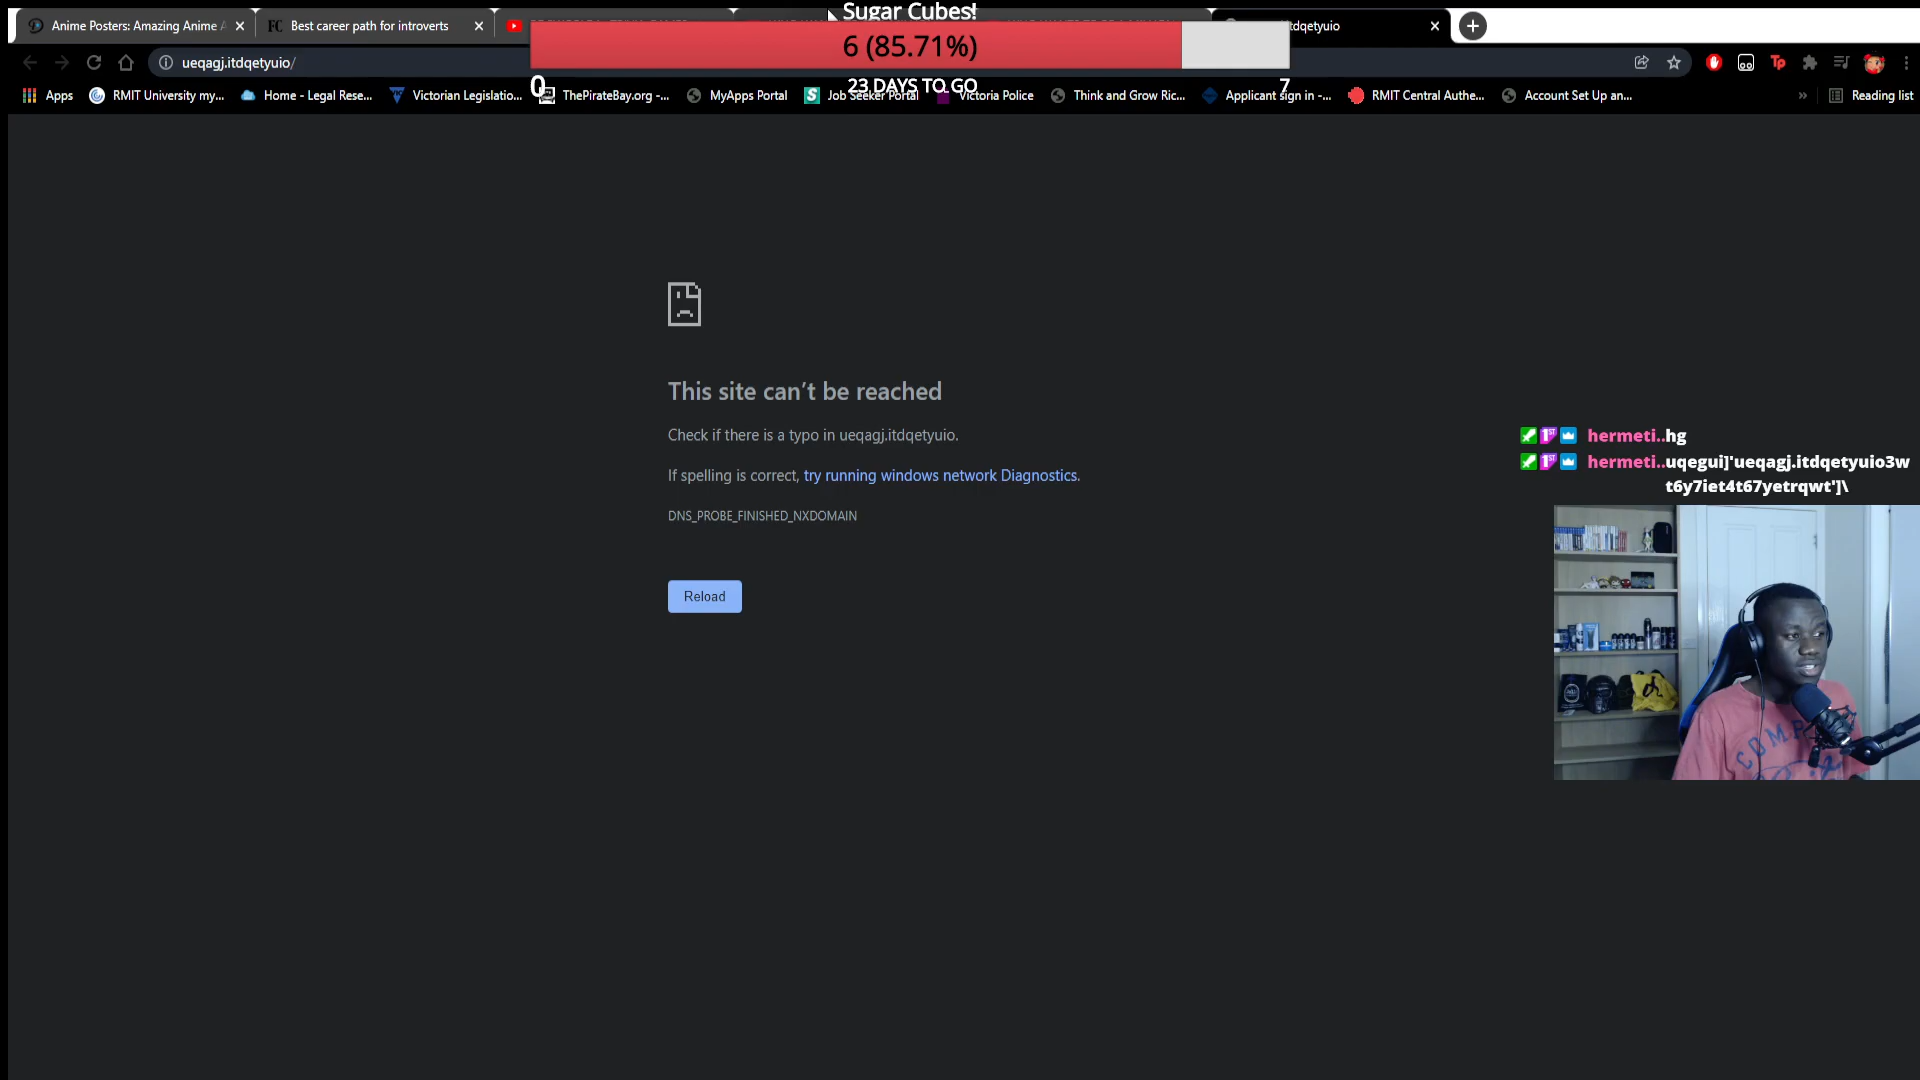 Sugar Cubes!
Anime Posters: Amazing Anime
Best career path for introverts
itdqetyuio
6 (85.71%)
ueqagj.itdqetyuio/
0
23 DAYS TO GO
7
Apps
RMIT University my...
Home - Legal Rese...
Victorian Legislatio...
ThePirateBay.org -...
MyApps Portal
Job Seeker Portal
Victoria Police
Think and Grow Ric...
Applicant sign in -...
RMIT Central Authe...
Account Set Up an...
»
Reading list
This site can’t be reached
Check if there is a typo in ueqagj.itdqetyuio.
If spelling is correct, try running windows network Diagnostics.
DNS_PROBE_FINISHED_NXDOMAIN
Reload
hermeti..hg
hermeti..uqegui]'ueqagj.itdqetyuio3w
t6y7iet4t67yetrqwt']\